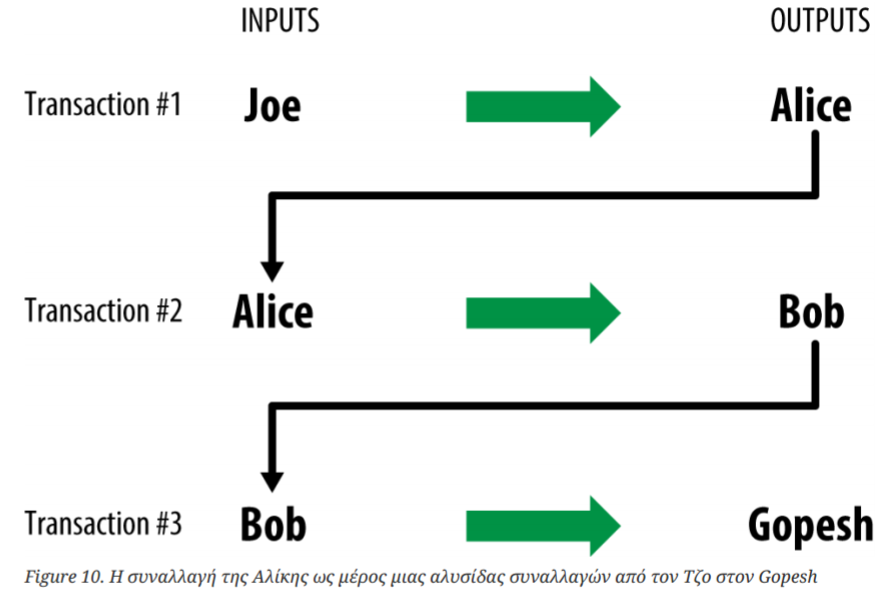 INPUTS OUTPUTS
Transaction #1 Joe Alice
Transaction #2 Alice Bob
Transaction #3 Bob Gopesh
Figure 10. Η συναλλαγή της Αλίκης ως μέρος μιας αλυσίδας συναλλαγών από τον Τζο στον Gopesh